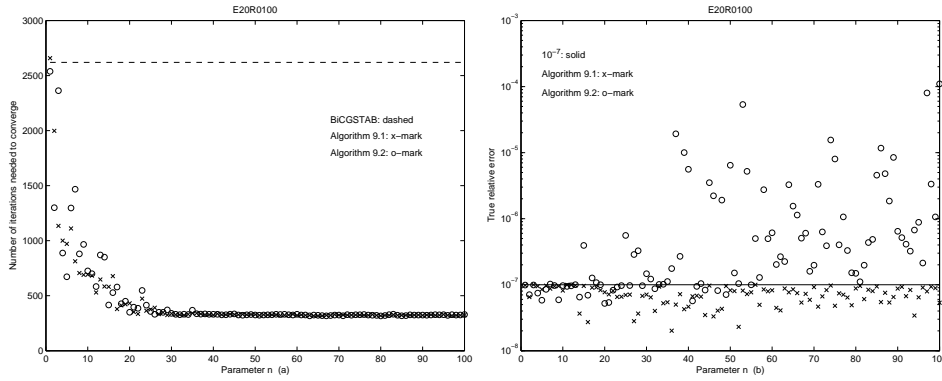 E20R0100
3000
2500
2000
1500
1000
500
0
Number of iterations needed to converge
BiCGSTAB: dashed
Algorithm 9.1: x−mark
Algorithm 9.2: o−mark
0 10 20 30 40 50 60 70 80 90 100
Parameter n (a)
E20R0100
10−3
10−4
10−5
10−6
10−7
10−8
True relative error
10−7: solid
Algorithm 9.1: x−mark
Algorithm 9.2: o−mark
0 10 20 30 40 50 60 70 80 90 100
Parameter n (b)